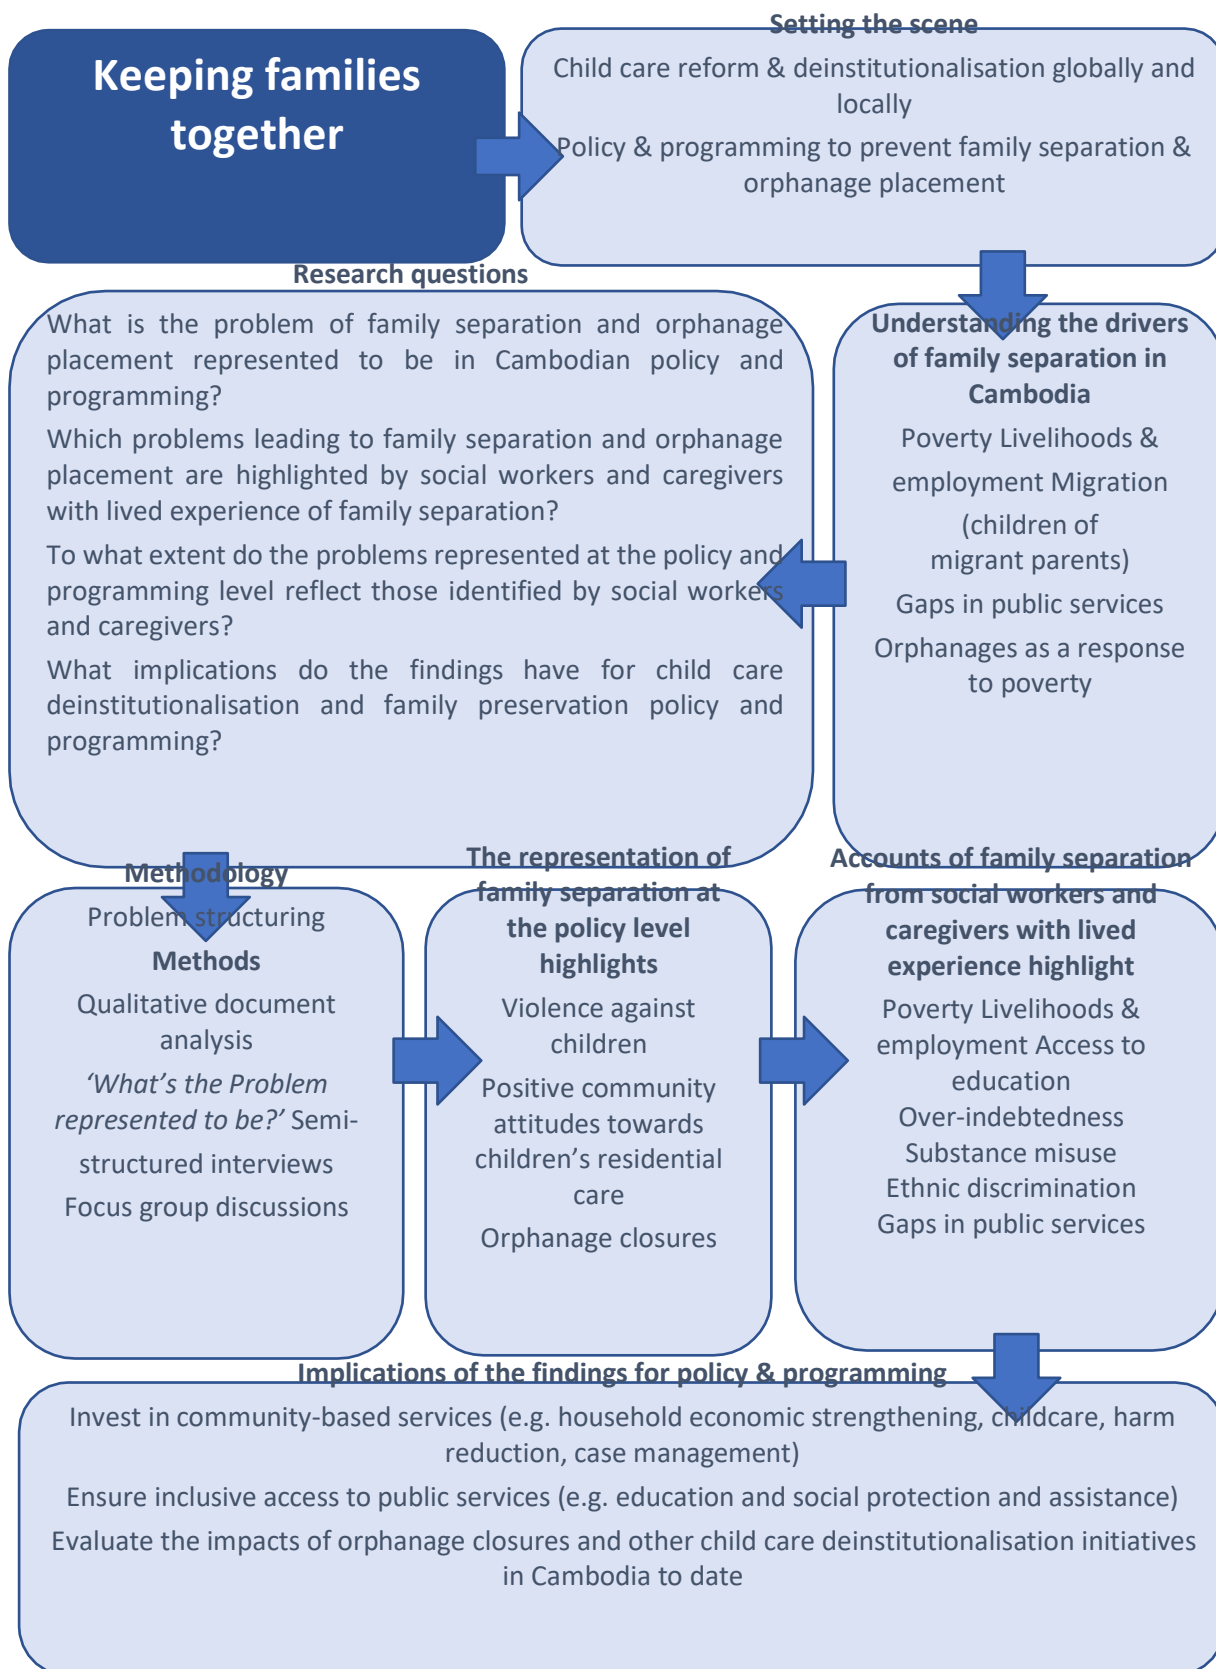 Keeping families
together
Setting the scene
Child care reform & deinstitutionalisation globally and
locally
Policy & programming to prevent family separation &
orphanage placement
Understanding the drivers
of family separation in
Cambodia
Poverty Livelihoods &
employment Migration
(children of
migrant parents)
Gaps in public services
Orphanages as a response
to poverty
Research questions
What is the problem of family separation and orphanage
placement represented to be in Cambodian policy and
programming?
Which problems leading to family separation and orphanage
placement are highlighted by social workers and caregivers
with lived experience of family separation?
To what extent do the problems represented at the policy and
programming level reflect those identified by social workers
and caregivers?
What implications do the findings have for child care
deinstitutionalisation and family preservation policy and
programming?
Methodology
Problem structuring
Methods
Qualitative document
analysis
‘What’s the Problem
represented to be?’ Semi-
structured interviews
Focus group discussions
The representation of
family separation at
the policy level
highlights
Violence against
children
Positive community
attitudes towards
children’s residential
care
Orphanage closures
Accounts of family separation
from social workers and
caregivers with lived
experience highlight
Poverty Livelihoods &
employment Access to
education
Over-indebtedness
Substance misuse
Ethnic discrimination
Gaps in public services
Implications of the findings for policy & programming
Invest in community-based services (e.g. household economic strengthening, childcare, harm
reduction, case management)
Ensure inclusive access to public services (e.g. education and social protection and assistance)
Evaluate the impacts of orphanage closures and other child care deinstitutionalisation initiatives
in Cambodia to date